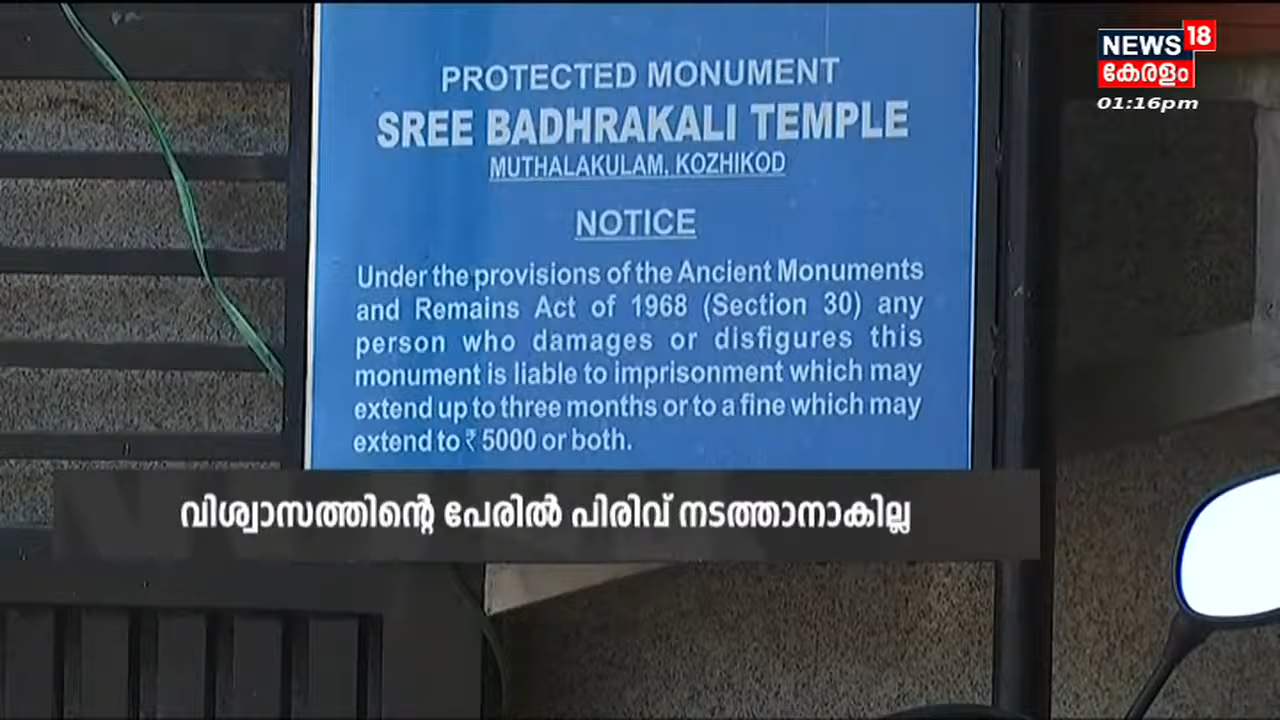 PROTECTED MONUMENT
SREE BADHRAKALI TEMPLE
MUTHALAKULAM, KOZHIKOD
NOTICE
Under the provisions of the Ancient Monuments
and Remains Act of 1968 (Section 30) any
person who damages or disfigures this
monument is liable to imprisonment which may
extend up to three months or to a fine which may
extend to ₹ 5000 or both.
NEWS 18
കേരളം
01:16pm
വിശ്വാസത്തിന്റെ പേരിൽ പിരിവ് നടത്താനാകില്ല